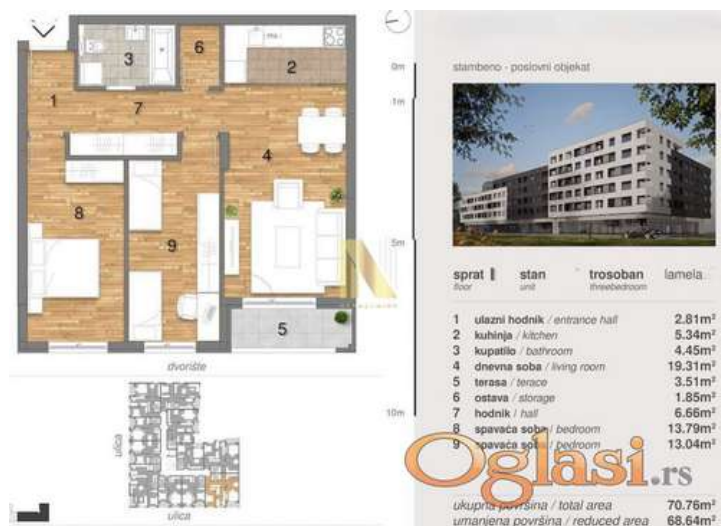 1
2
3
4
5
6
7
8
9
dvorište
ulica
ulica
0m
1m
5m
10m
stambeno - poslovni objekat
sprat stan trosoban lamela
floor unit threebedroom
1 ulazni hodnik / entrance hall 2.81m²
2 kuhinja / kitchen 5.34m²
3 kupatilo / bathroom 4.45m²
4 dnevna soba / living room 19.31m²
5 terasa / terace 3.51m²
6 ostava / storage 1.85m²
7 hodnik / hall 6.66m²
8 spavaća soba / bedroom 13.79m²
9 spavaća soba / bedroom 13.04m²
Oglasi.rs
ukupna površina / total area 70.76m²
umanjena površina / reduced area 68.64m²